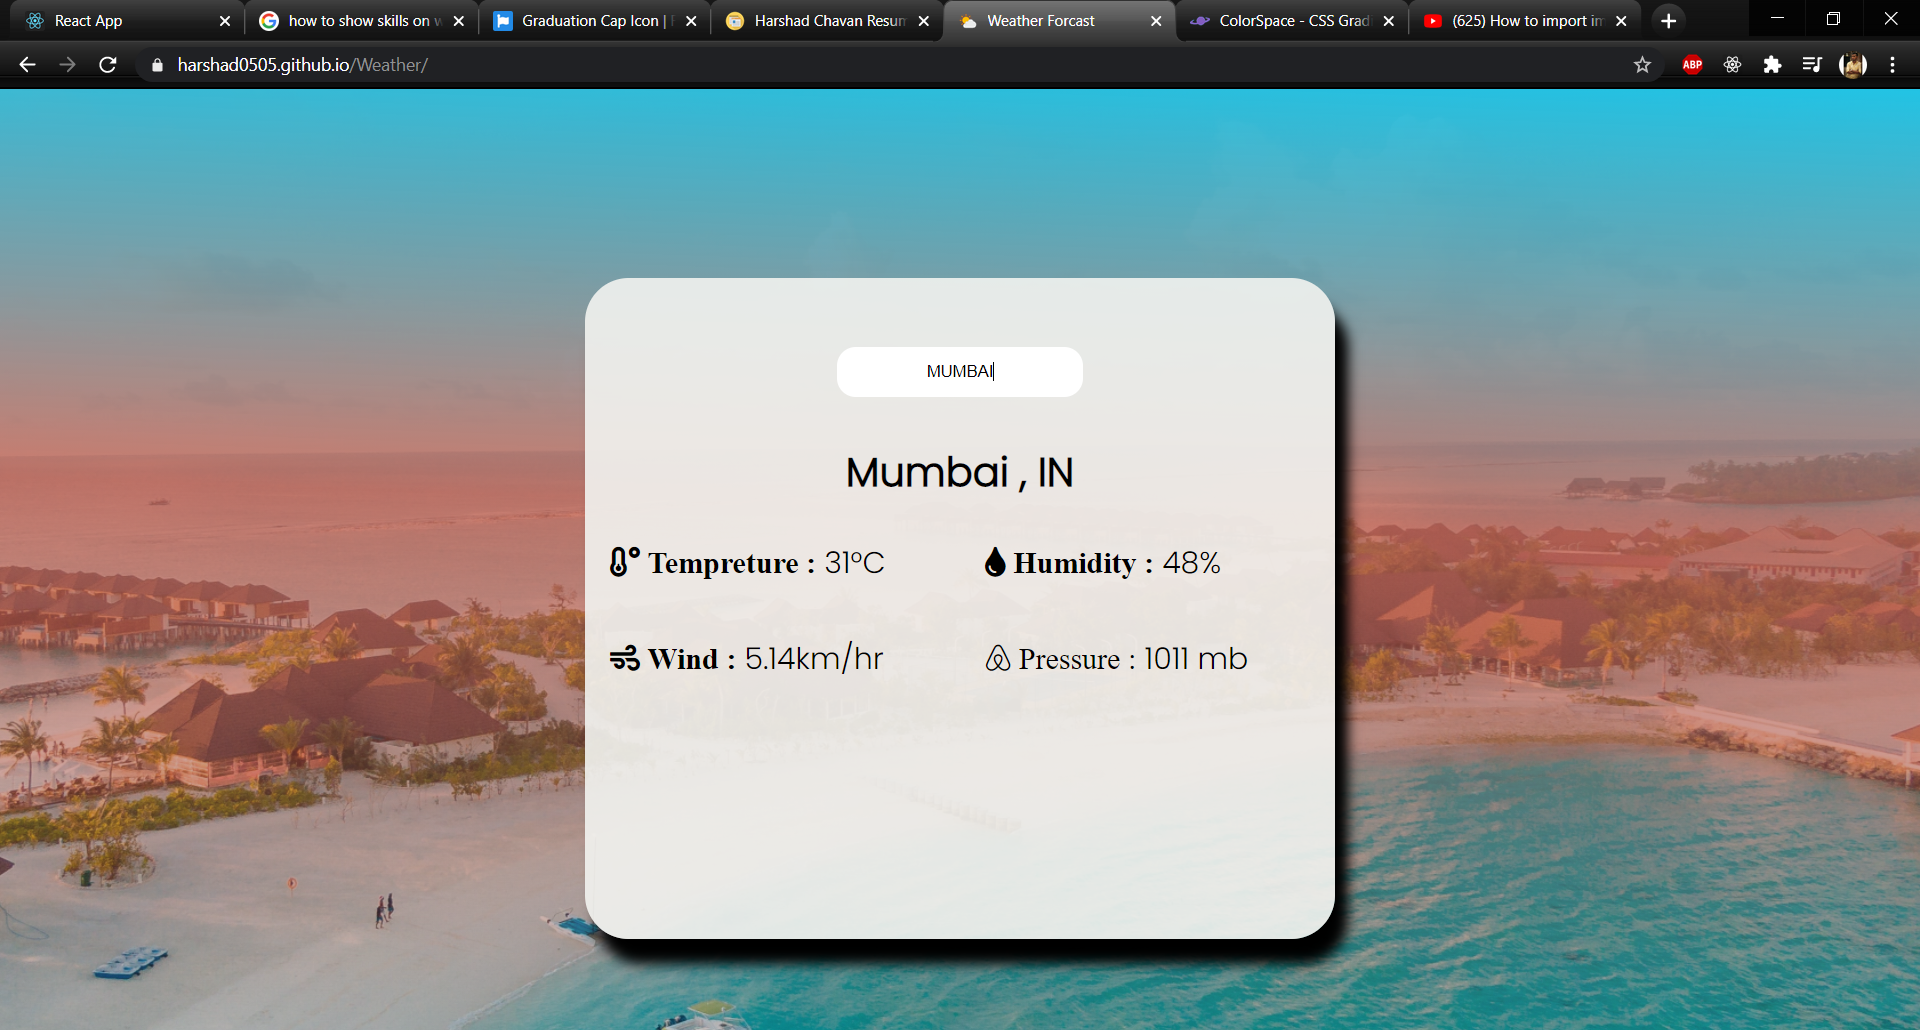 React App
how to show skills on w
Graduation Cap Icon | F
Harshad Chavan Resum
Weather Forcast
ColorSpace - CSS Gradi
(625) How to import im
harshad0505.github.io/Weather/
ABP
MUMBAI
Mumbai , IN
Tempreture : 31°C
Humidity : 48%
Wind : 5.14km/hr
Pressure : 1011 mb